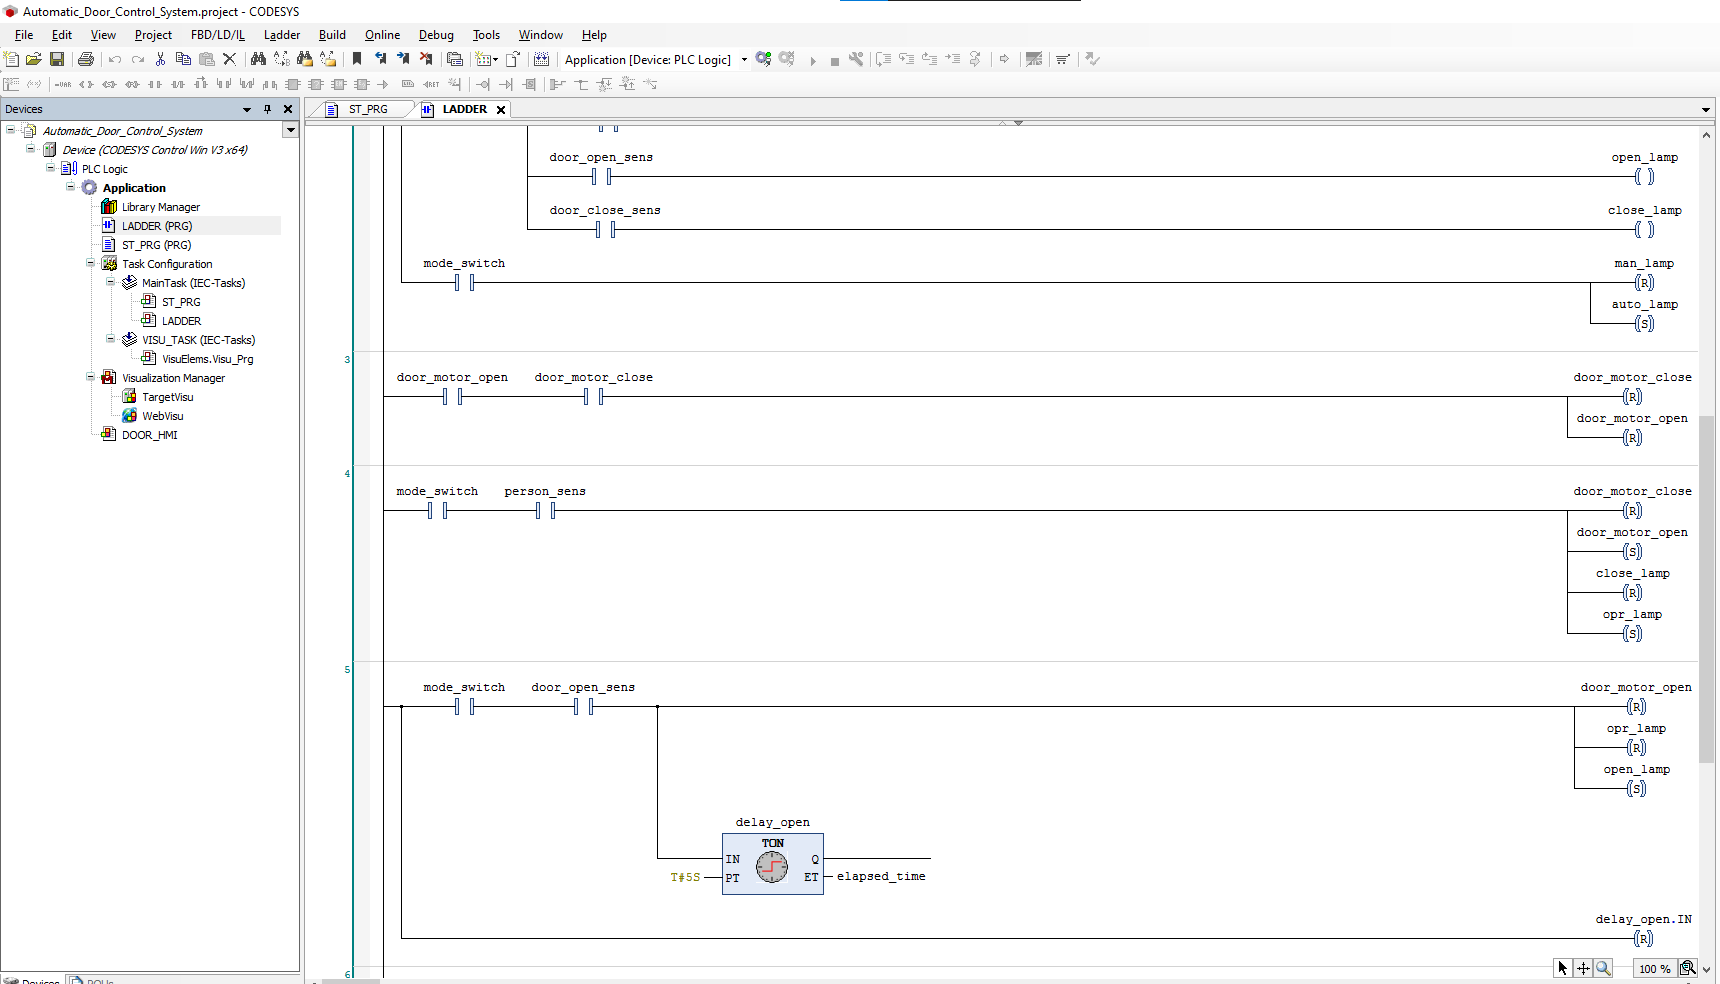 Automatic_Door_Control_System.project - CODESYS
File Edit View Project FBD/LD/IL Ladder Build Online Debug Tools Window Help
Application [Device: PLC Logic]
Devices
ST_PRG LADDER
Automatic_Door_Control_System
Device (CODESYS Control Win V3 x64)
PLC Logic
Application
Library Manager
LADDER (PRG)
ST_PRG (PRG)
Task Configuration
MainTask (IEC-Tasks)
ST_PRG
LADDER
VISU_TASK (IEC-Tasks)
VisuElems.Visu_Prg
Visualization Manager
TargetVisu
WebVisu
DOOR_HMI
Devices POUs
door_open_sens open_lamp
door_close_sens close_lamp
mode_switch man_lamp
R
auto_lamp
S
3
door_motor_open door_motor_close door_motor_close
R
door_motor_open
R
4
mode_switch person_sens door_motor_close
R
door_motor_open
S
close_lamp
R
opr_lamp
S
5
mode_switch door_open_sens door_motor_open
R
opr_lamp
R
open_lamp
S
delay_open
TON
IN Q
T#5S PT ET elapsed_time
delay_open.IN
R
6
100 %